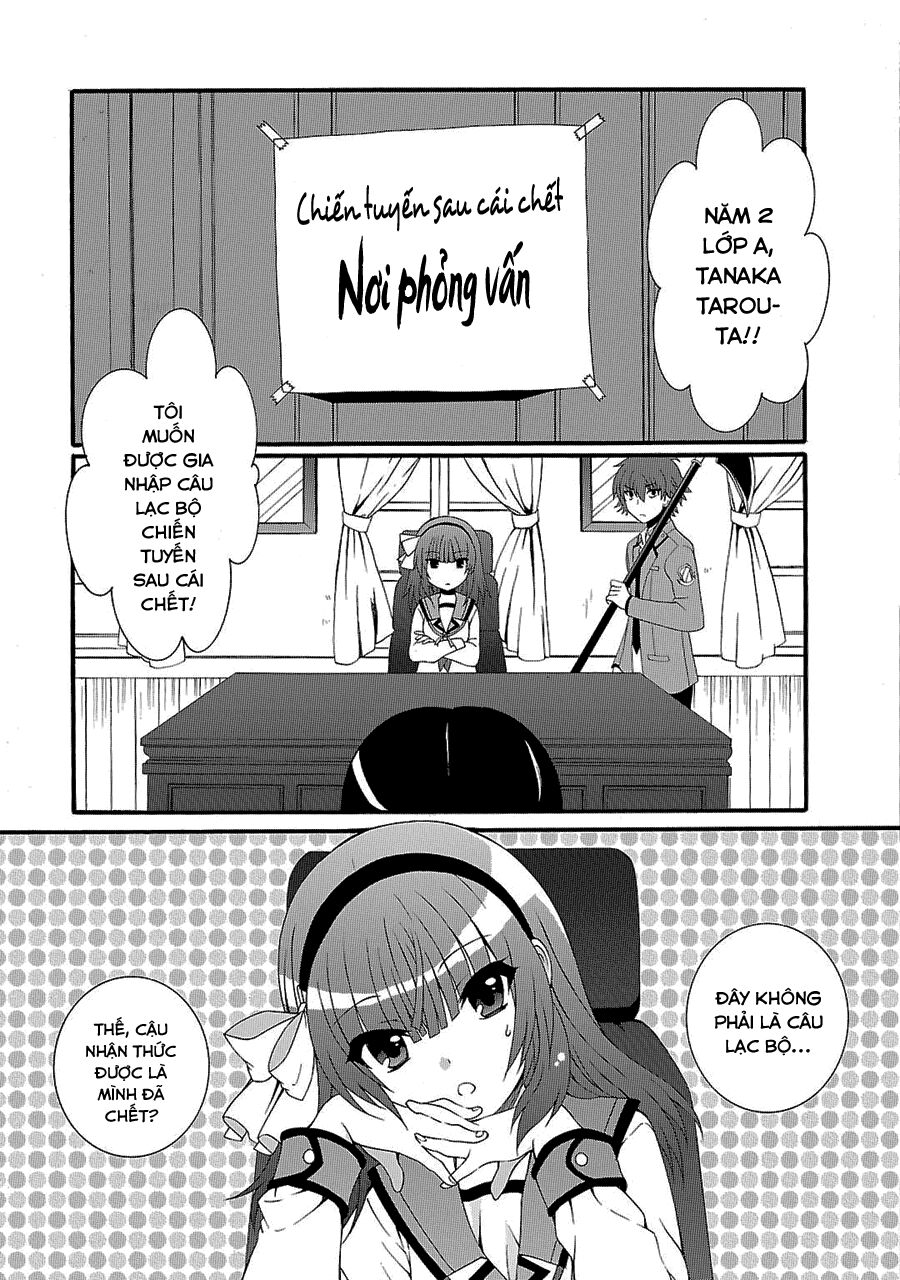 Chiến tuyến sau cái chết
Nơi phỏng vấn
NĂM 2
LỚP A,
TANAKA
TAROU-
TA!!
TÔI
MUỐN
ĐƯỢC GIA
NHẬP CÂU
LẠC BỘ
CHIẾN
TUYẾN
SAU CÁI
CHẾT!
ĐÂY KHÔNG
PHẢI LÀ CÂU
LẠC BỘ...
THẾ, CẬU
NHẬN THỨC
ĐƯỢC LÀ
MÌNH ĐÃ
CHẾT?